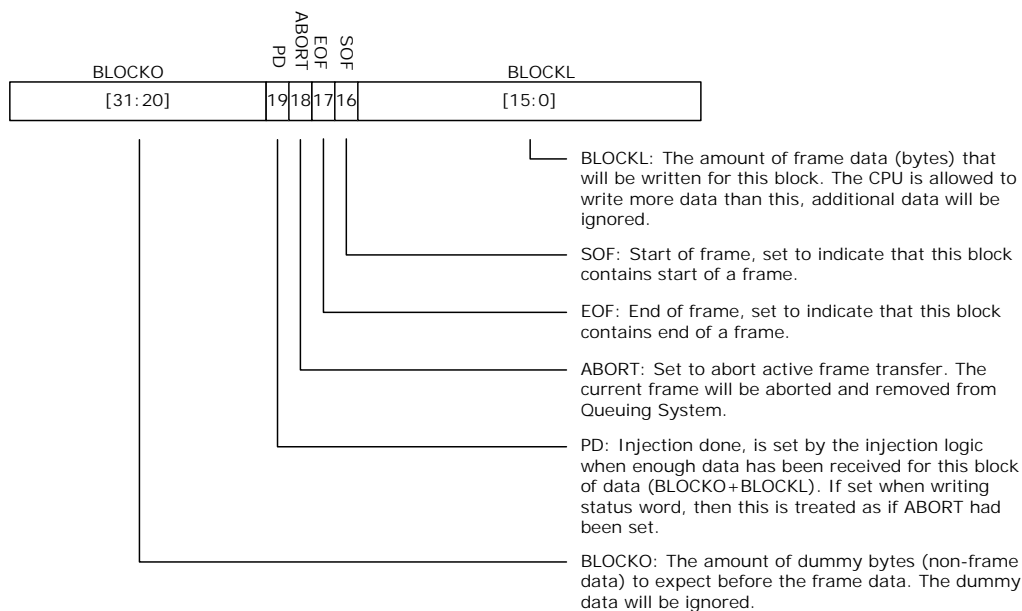 PD
ABORT
EOF
SOF
BLOCKO
BLOCKL
[31:20]
19
18
17
16
[15:0]
BLOCKL: The amount of frame data (bytes) that
will be written for this block. The CPU is allowed to
write more data than this, additional data will be
ignored.
SOF: Start of frame, set to indicate that this block
contains start of a frame.
EOF: End of frame, set to indicate that this block
contains end of a frame.
ABORT: Set to abort active frame transfer. The
current frame will be aborted and removed from
Queuing System.
PD: Injection done, is set by the injection logic
when enough data has been received for this block
of data (BLOCKO+BLOCKL). If set when writing
status word, then this is treated as if ABORT had
been set.
BLOCKO: The amount of dummy bytes (non-frame
data) to expect before the frame data. The dummy
data will be ignored.